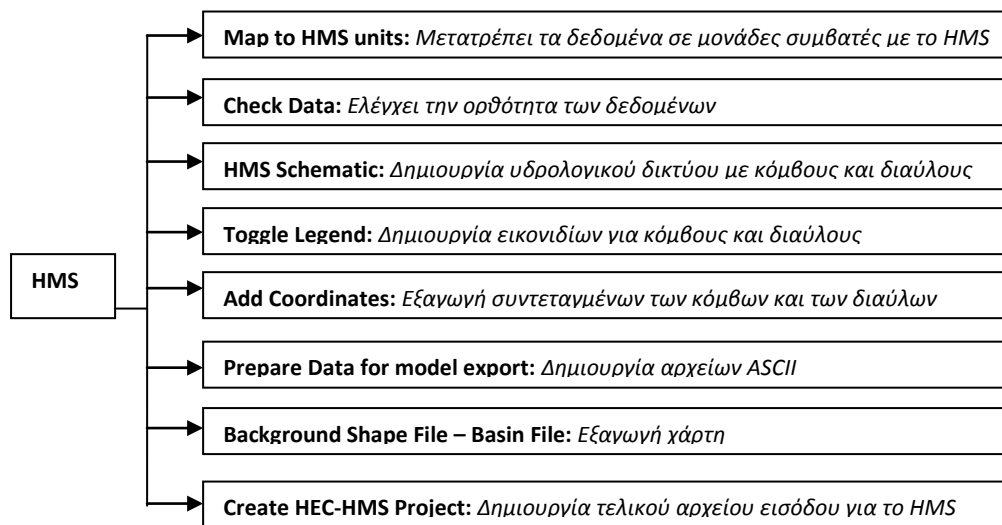 Map to HMS units: Μετατρέπει τα δεδομένα σε μονάδες συμβατές με το HMS
Check Data: Ελέγχει την ορθότητα των δεδομένων
HMS Schematic: Δημιουργία υδρολογικού δικτύου με κόμβους και διαύλους
Toggle Legend: Δημιουργία εικονιδίων για κόμβους και διαύλους
HMS
Add Coordinates: Εξαγωγή συντεταγμένων των κόμβων και των διαύλων
Prepare Data for model export: Δημιουργία αρχείων ASCII
Background Shape File – Basin File: Εξαγωγή χάρτη
Create HEC-HMS Project: Δημιουργία τελικού αρχείου εισόδου για το HMS